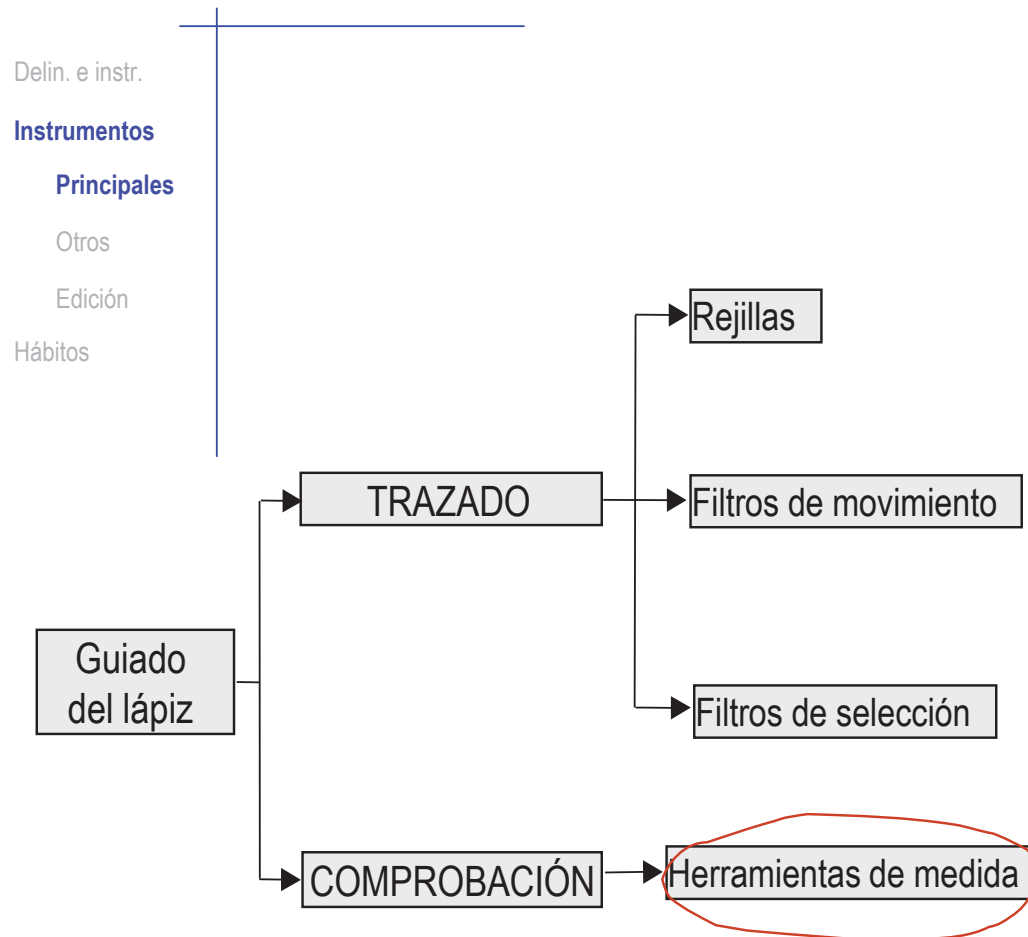 Delin. e instr.
Instrumentos
Principales
Otros
Edición
Hábitos
Rejillas
TRAZADO
Filtros de movimiento
Guiado
del lápiz
Filtros de selección
COMPROBACIÓN
Herramientas de medida